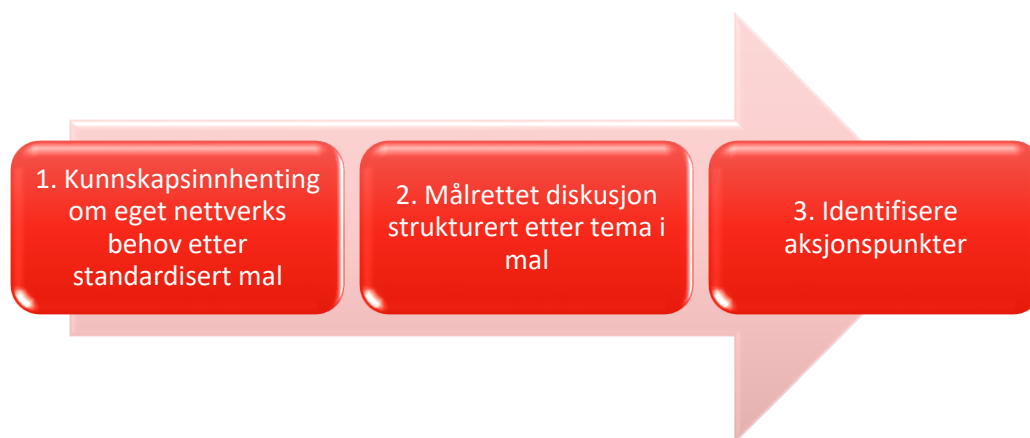 1. Kunnskapsinnhenting
om eget nettverks
behov etter
standardisert mal
2. Målrettet diskusjon
strukturert etter tema i
mal
3. Identifisere
aksjonspunkter